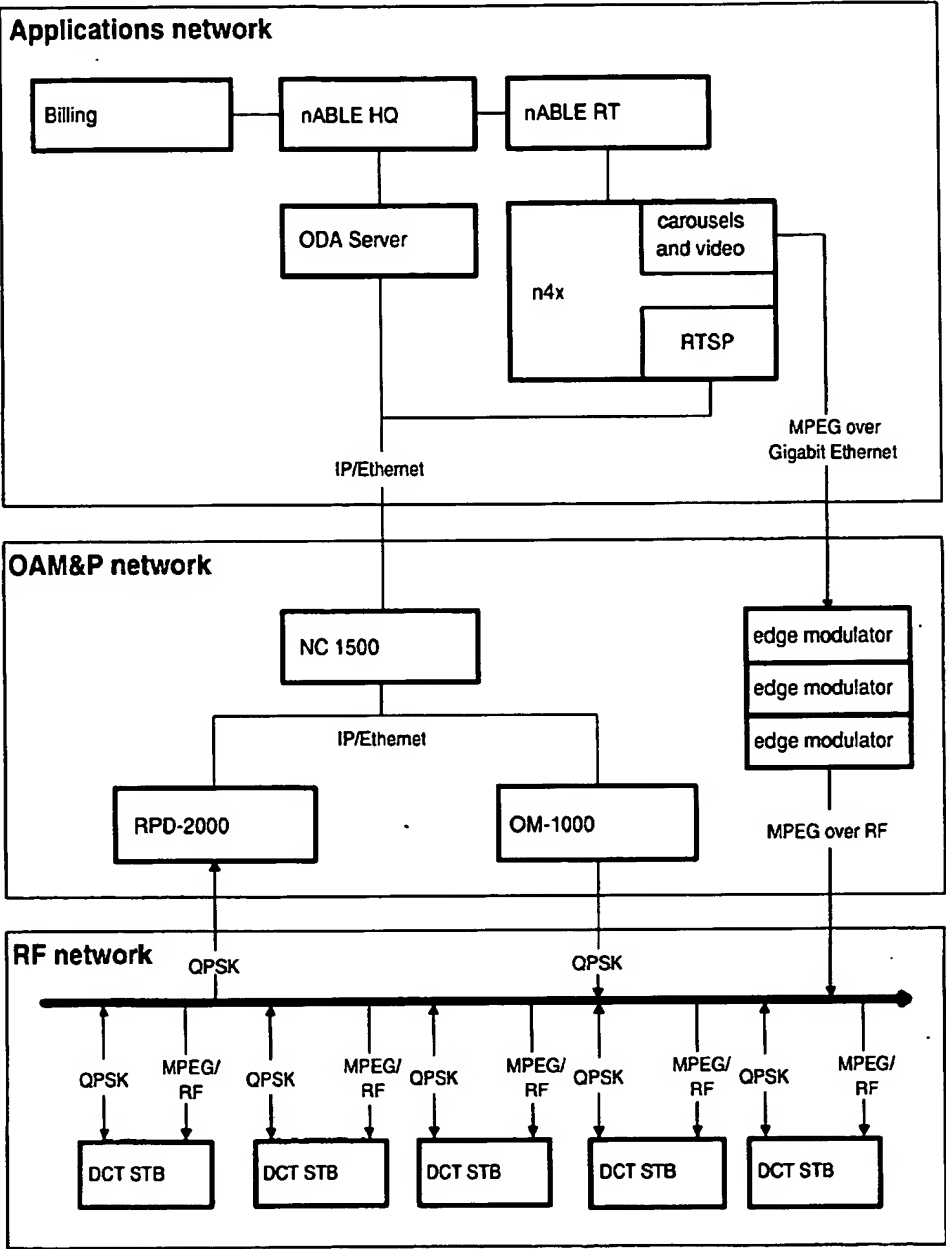 Applications network
Billing
nABLE HQ
nABLE RT
ODA Server
carousels
and video
n4x
RTSP
MPEG over
Gigabit Ethernet
IP/Ethernet
OAM&P network
NC 1500
edge modulator
edge modulator
edge modulator
IP/Ethernet
RPD-2000
OM-1000
MPEG over RF
RF network
QPSK
QPSK
QPSK
MPEG/
RF
QPSK
MPEG/
RF
QPSK
MPEG/
RF
QPSK
MPEG/
RF
QPSK
MPEG/
RF
DCT STB
DCT STB
DCT STB
DCT STB
DCT STB